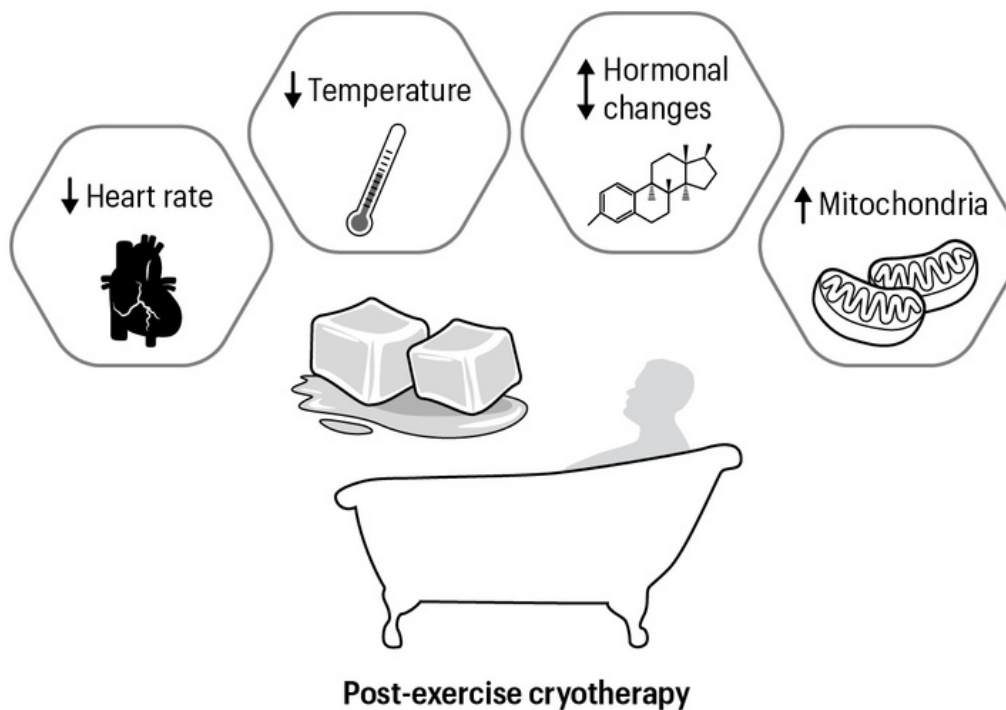 ↓ Heart rate
↓ Temperature
↕ Hormonal
changes
↑ Mitochondria
Post-exercise cryotherapy